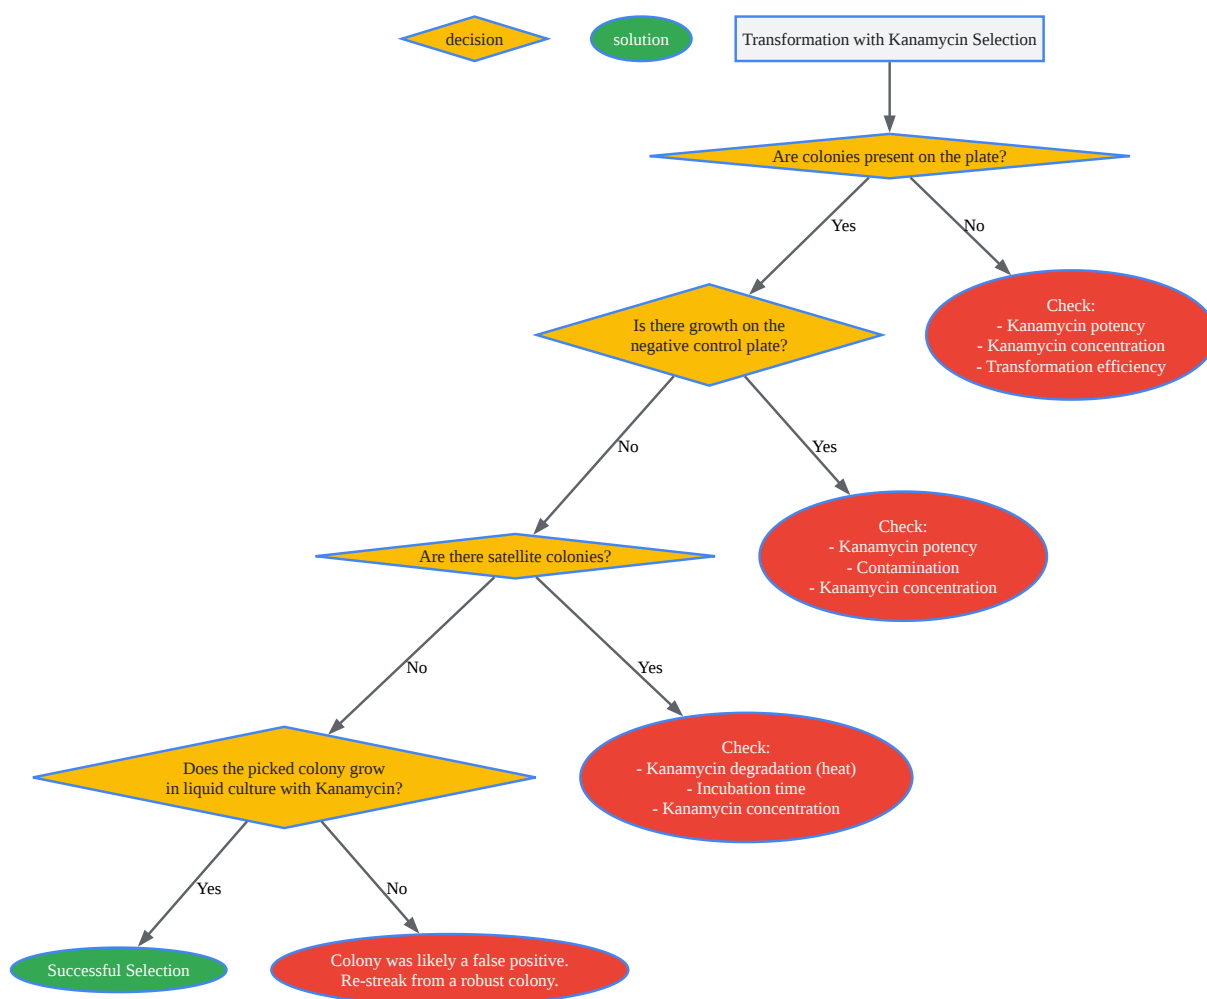 decision
solution
Transformation with Kanamycin Selection
Are colonies present on the plate?
Yes
No
Is there growth on the
negative control plate?
Check:
- Kanamycin potency
- Kanamycin concentration
- Transformation efficiency
No
Yes
Are there satellite colonies?
Check:
- Kanamycin potency
- Contamination
- Kanamycin concentration
No
Yes
Does the picked colony grow
in liquid culture with Kanamycin?
Check:
- Kanamycin degradation (heat)
- Incubation time
- Kanamycin concentration
Yes
No
Successful Selection
Colony was likely a false positive.
Re-streak from a robust colony.